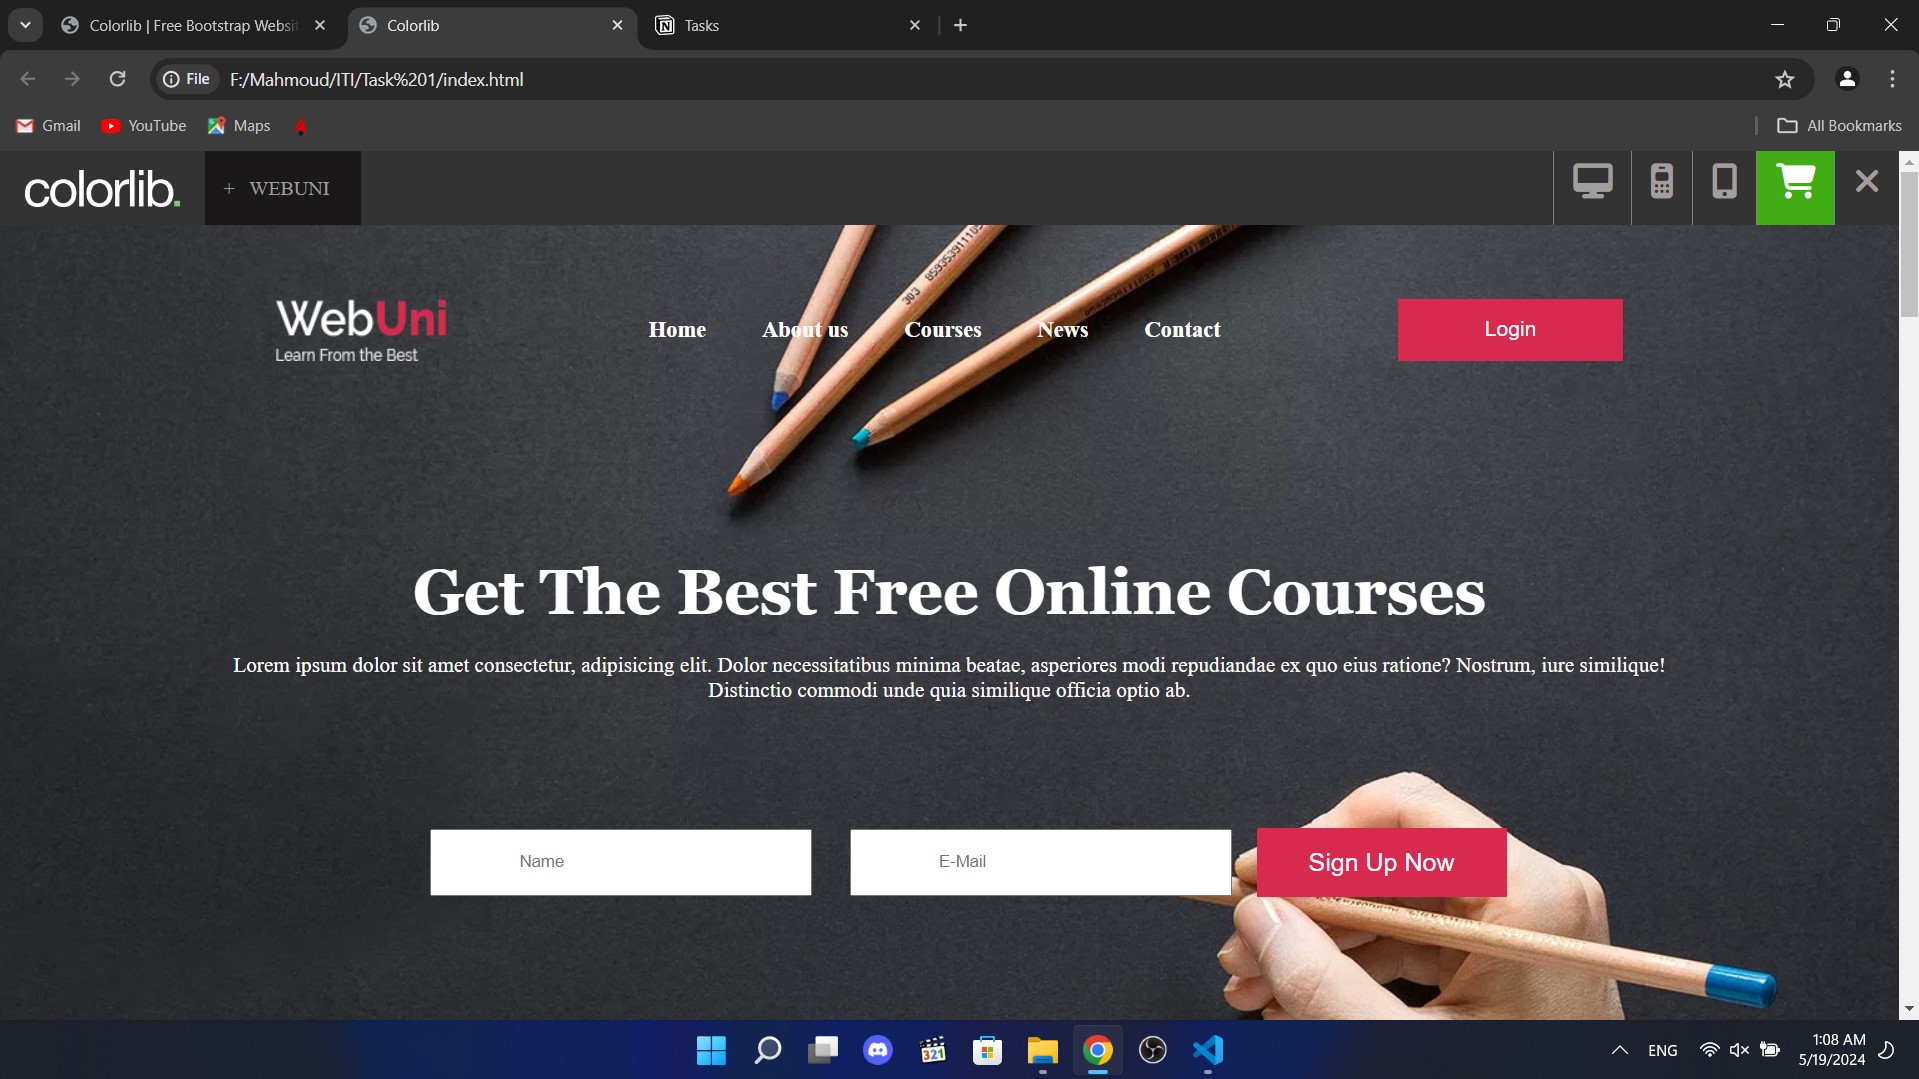 Colorlib | Free Bootstrap Websi
Colorlib
Tasks
File
F:/Mahmoud/ITI/Task%201/index.html
Gmail
YouTube
Maps
All Bookmarks
colorlib.
+ WEBUNI
303 8593539111
WebUni
Learn From the Best
Home
About us
Courses
News
Contact
Login
Get The Best Free Online Courses
Lorem ipsum dolor sit amet consectetur, adipisicing elit. Dolor necessitatibus minima beatae, asperiores modi repudiandae ex quo eius ratione? Nostrum, iure similique!
Distinctio commodi unde quia similique officia optio ab.
Name
E-Mail
Sign Up Now
321
ENG
1:08 AM
5/19/2024